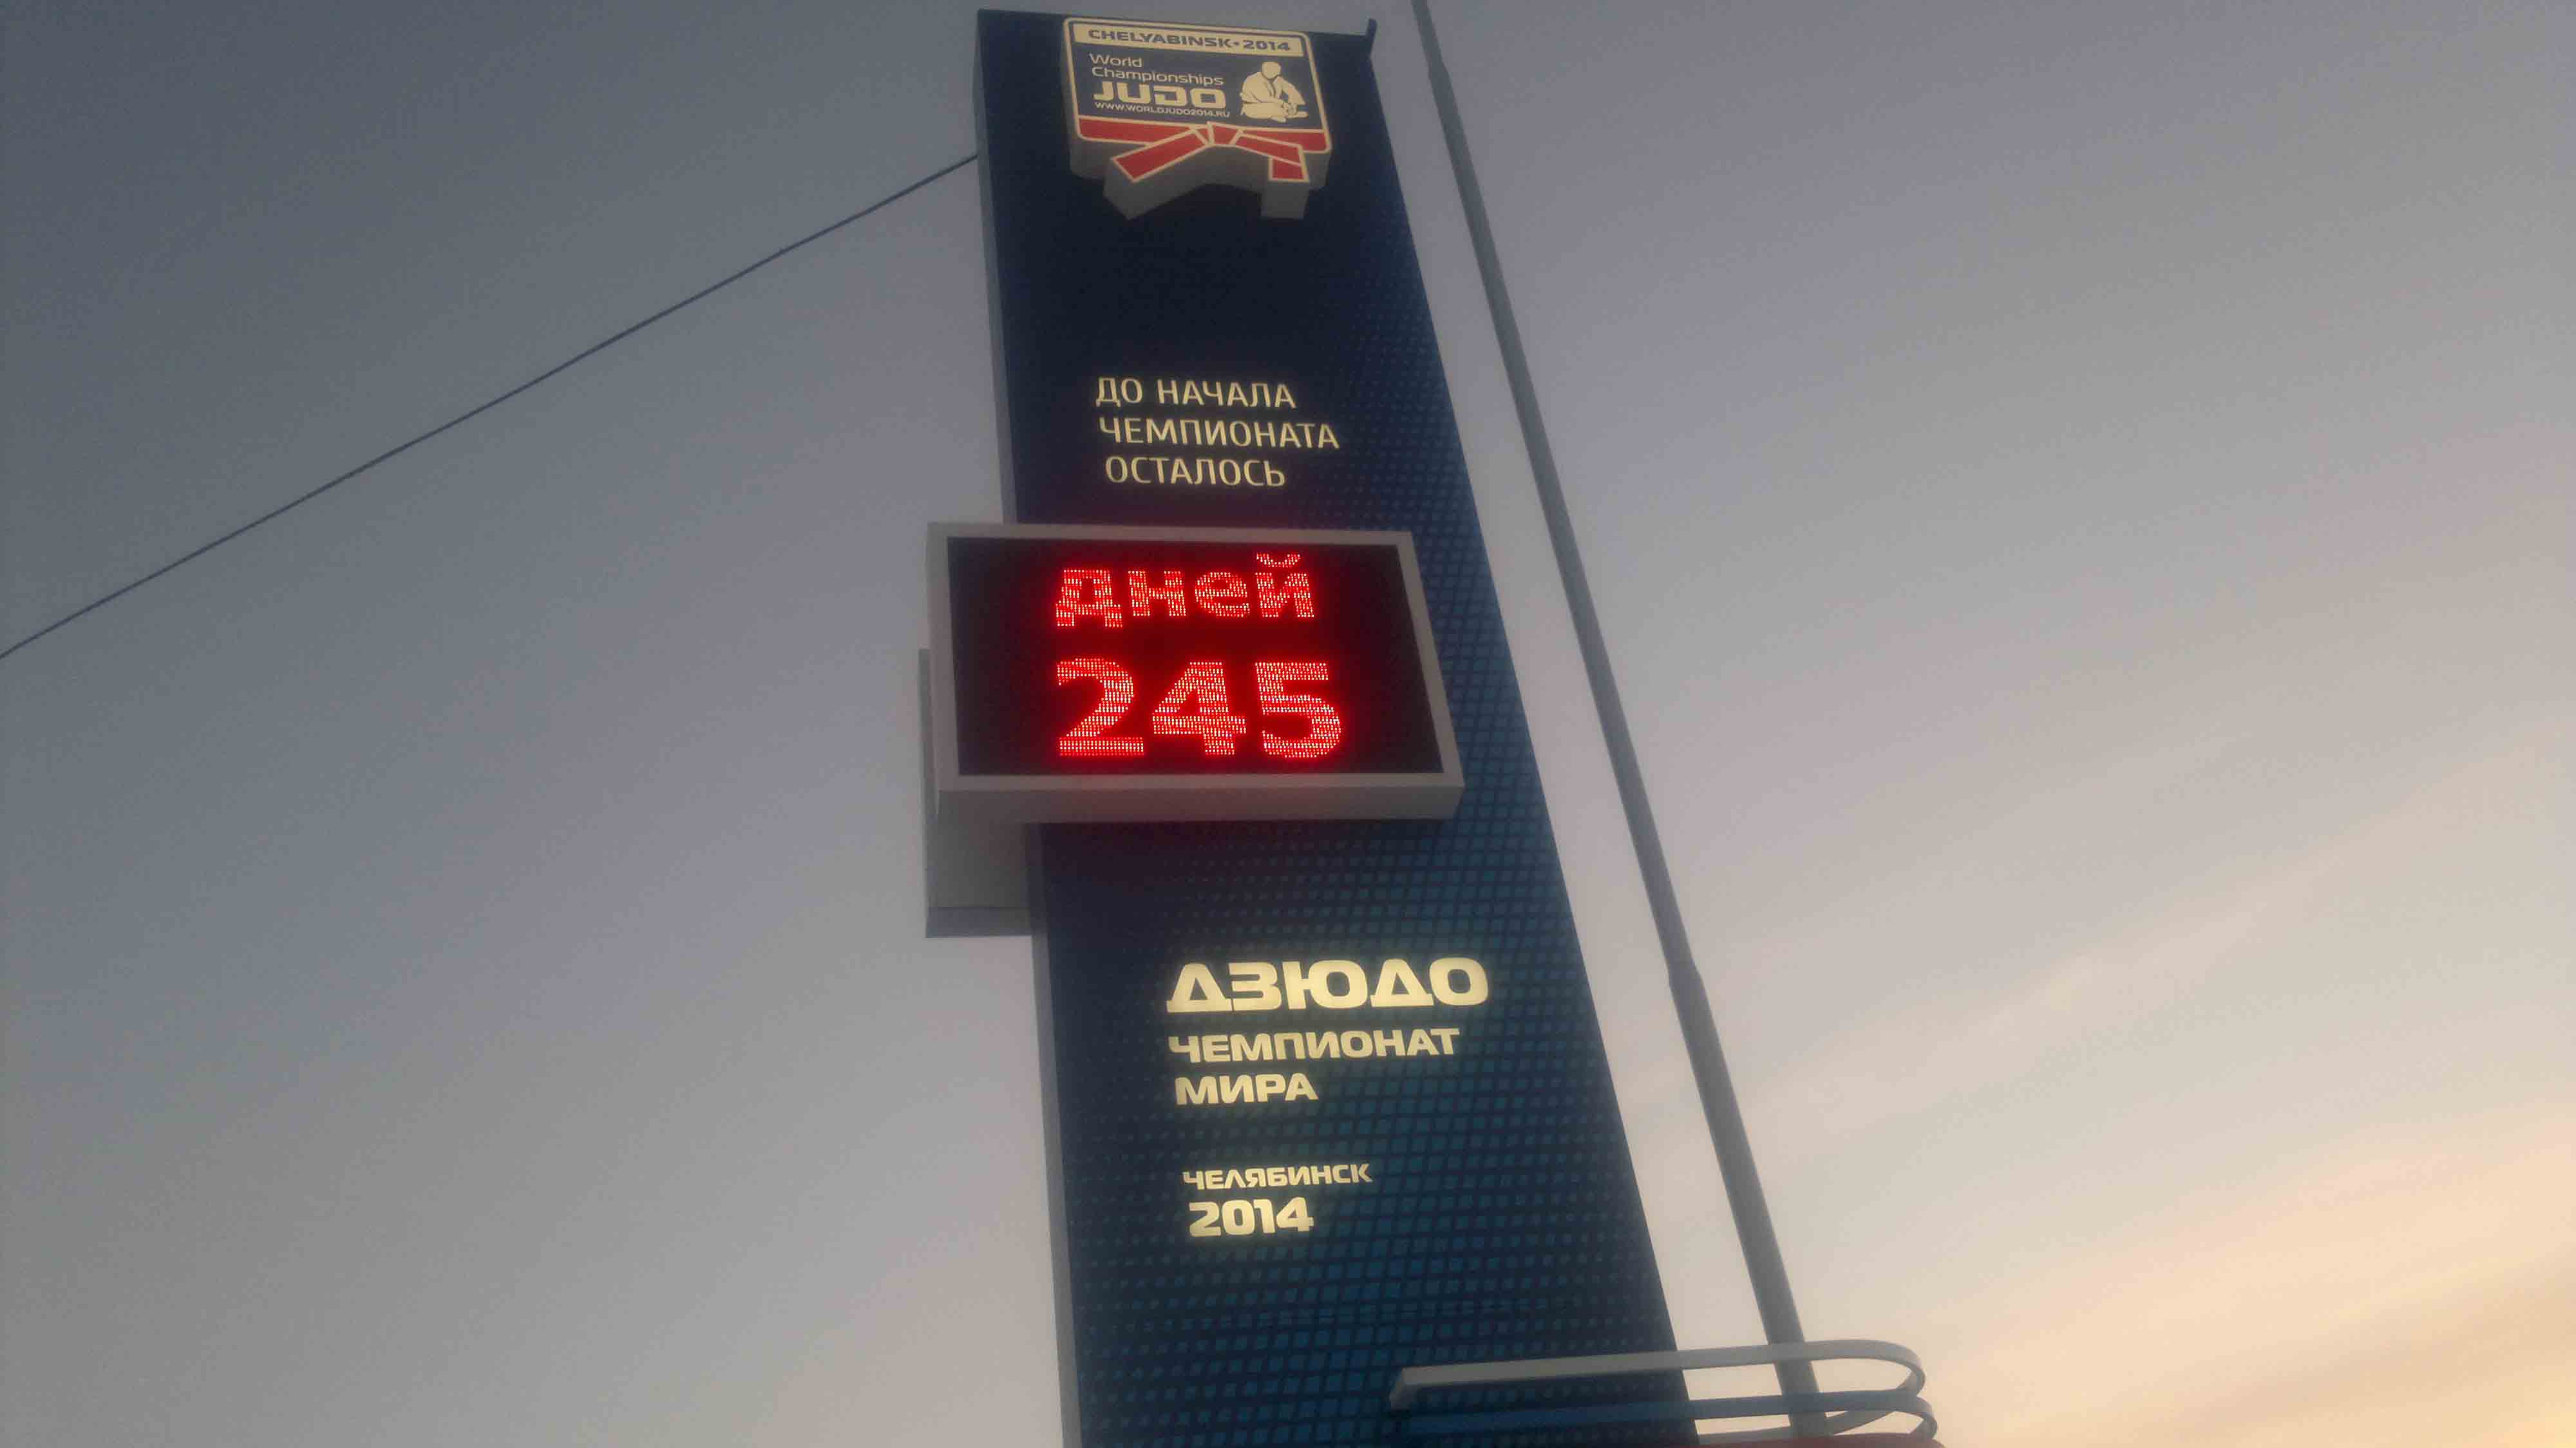 CHELYABINSK•2014
World
Championships
JUDO
WWW.WORLDJUDO2014.RU
ДО НАЧАЛА
ЧЕМПИОНАТА
ОСТАЛОСЬ
дней
245
ДЗЮДО
ЧЕМПИОНАТ
МИРА
ЧЕЛЯБИНСК
2014